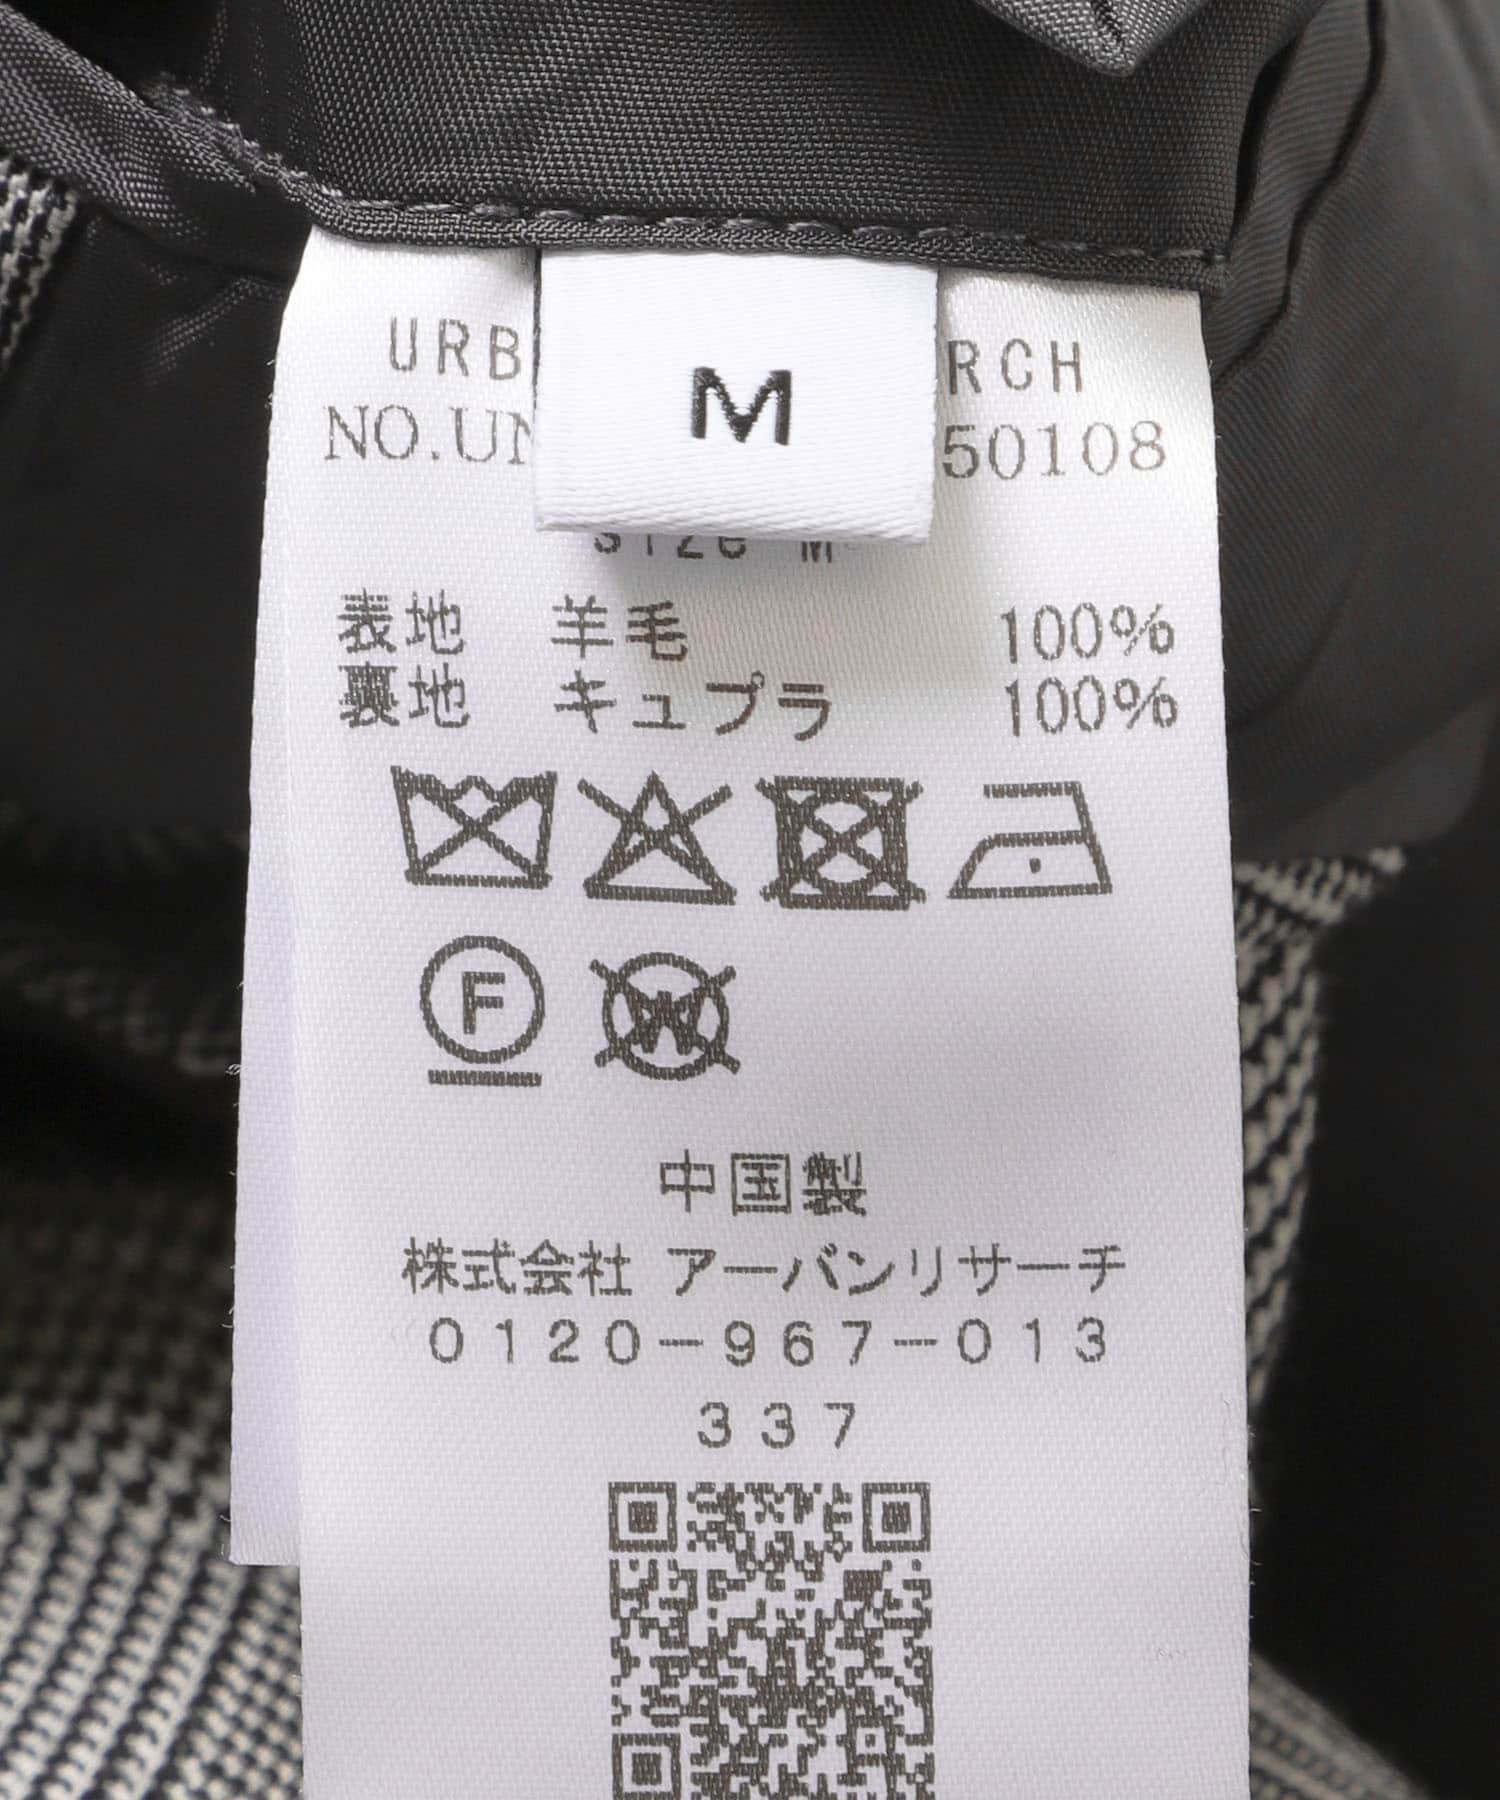 URB RCH
M
NO.UN 50108
SIZE M
表地 羊毛 100%
裏地 キュプラ 100%
F W
中国製
株式会社 アーバンリサーチ
0120-967-013
337